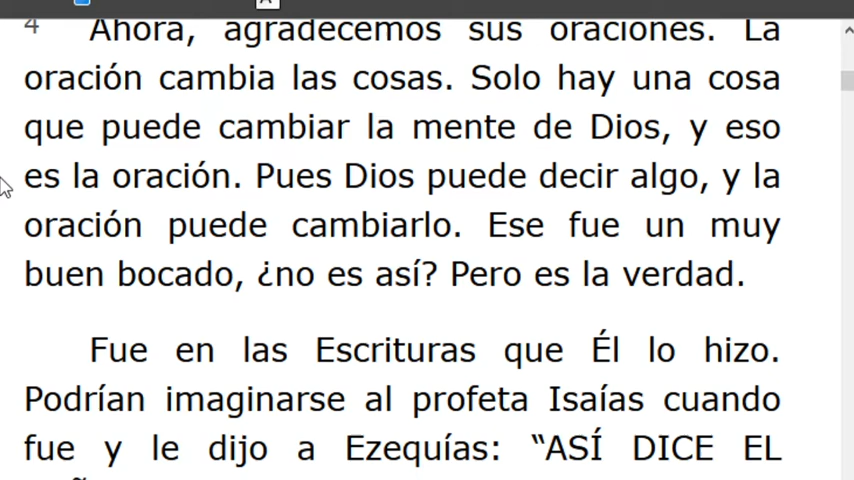 4 Ahora, agradecemos sus oraciones. La
oración cambia las cosas. Solo hay una cosa
que puede cambiar la mente de Dios, y eso
es la oración. Pues Dios puede decir algo, y la
oración puede cambiarlo. Ese fue un muy
buen bocado, ¿no es así? Pero es la verdad.
Fue en las Escrituras que Él lo hizo.
Podrían imaginarse al profeta Isaías cuando
fue y le dijo a Ezequías: “ASÍ DICE EL